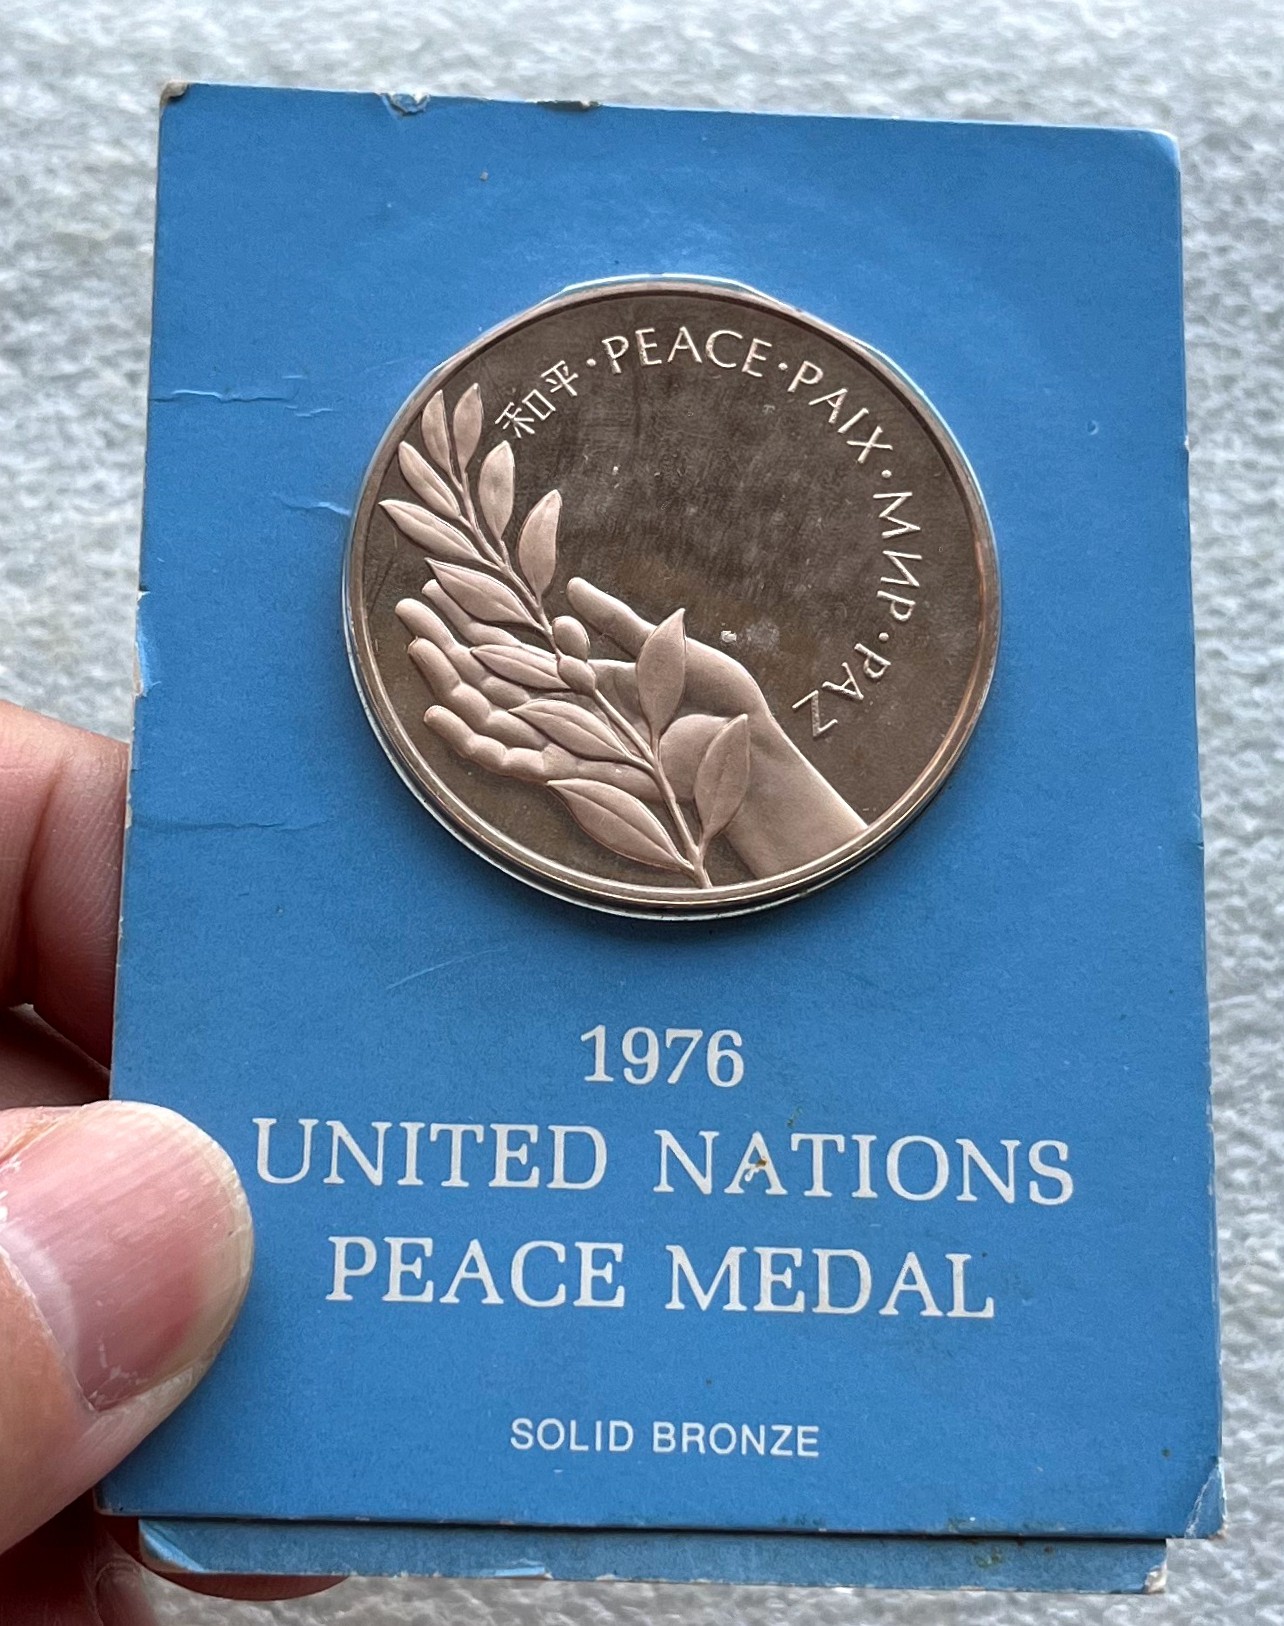 和平·PEACE·PAIX·МИР·PAZ
1976
UNITED NATIONS
PEACE MEDAL
SOLID BRONZE